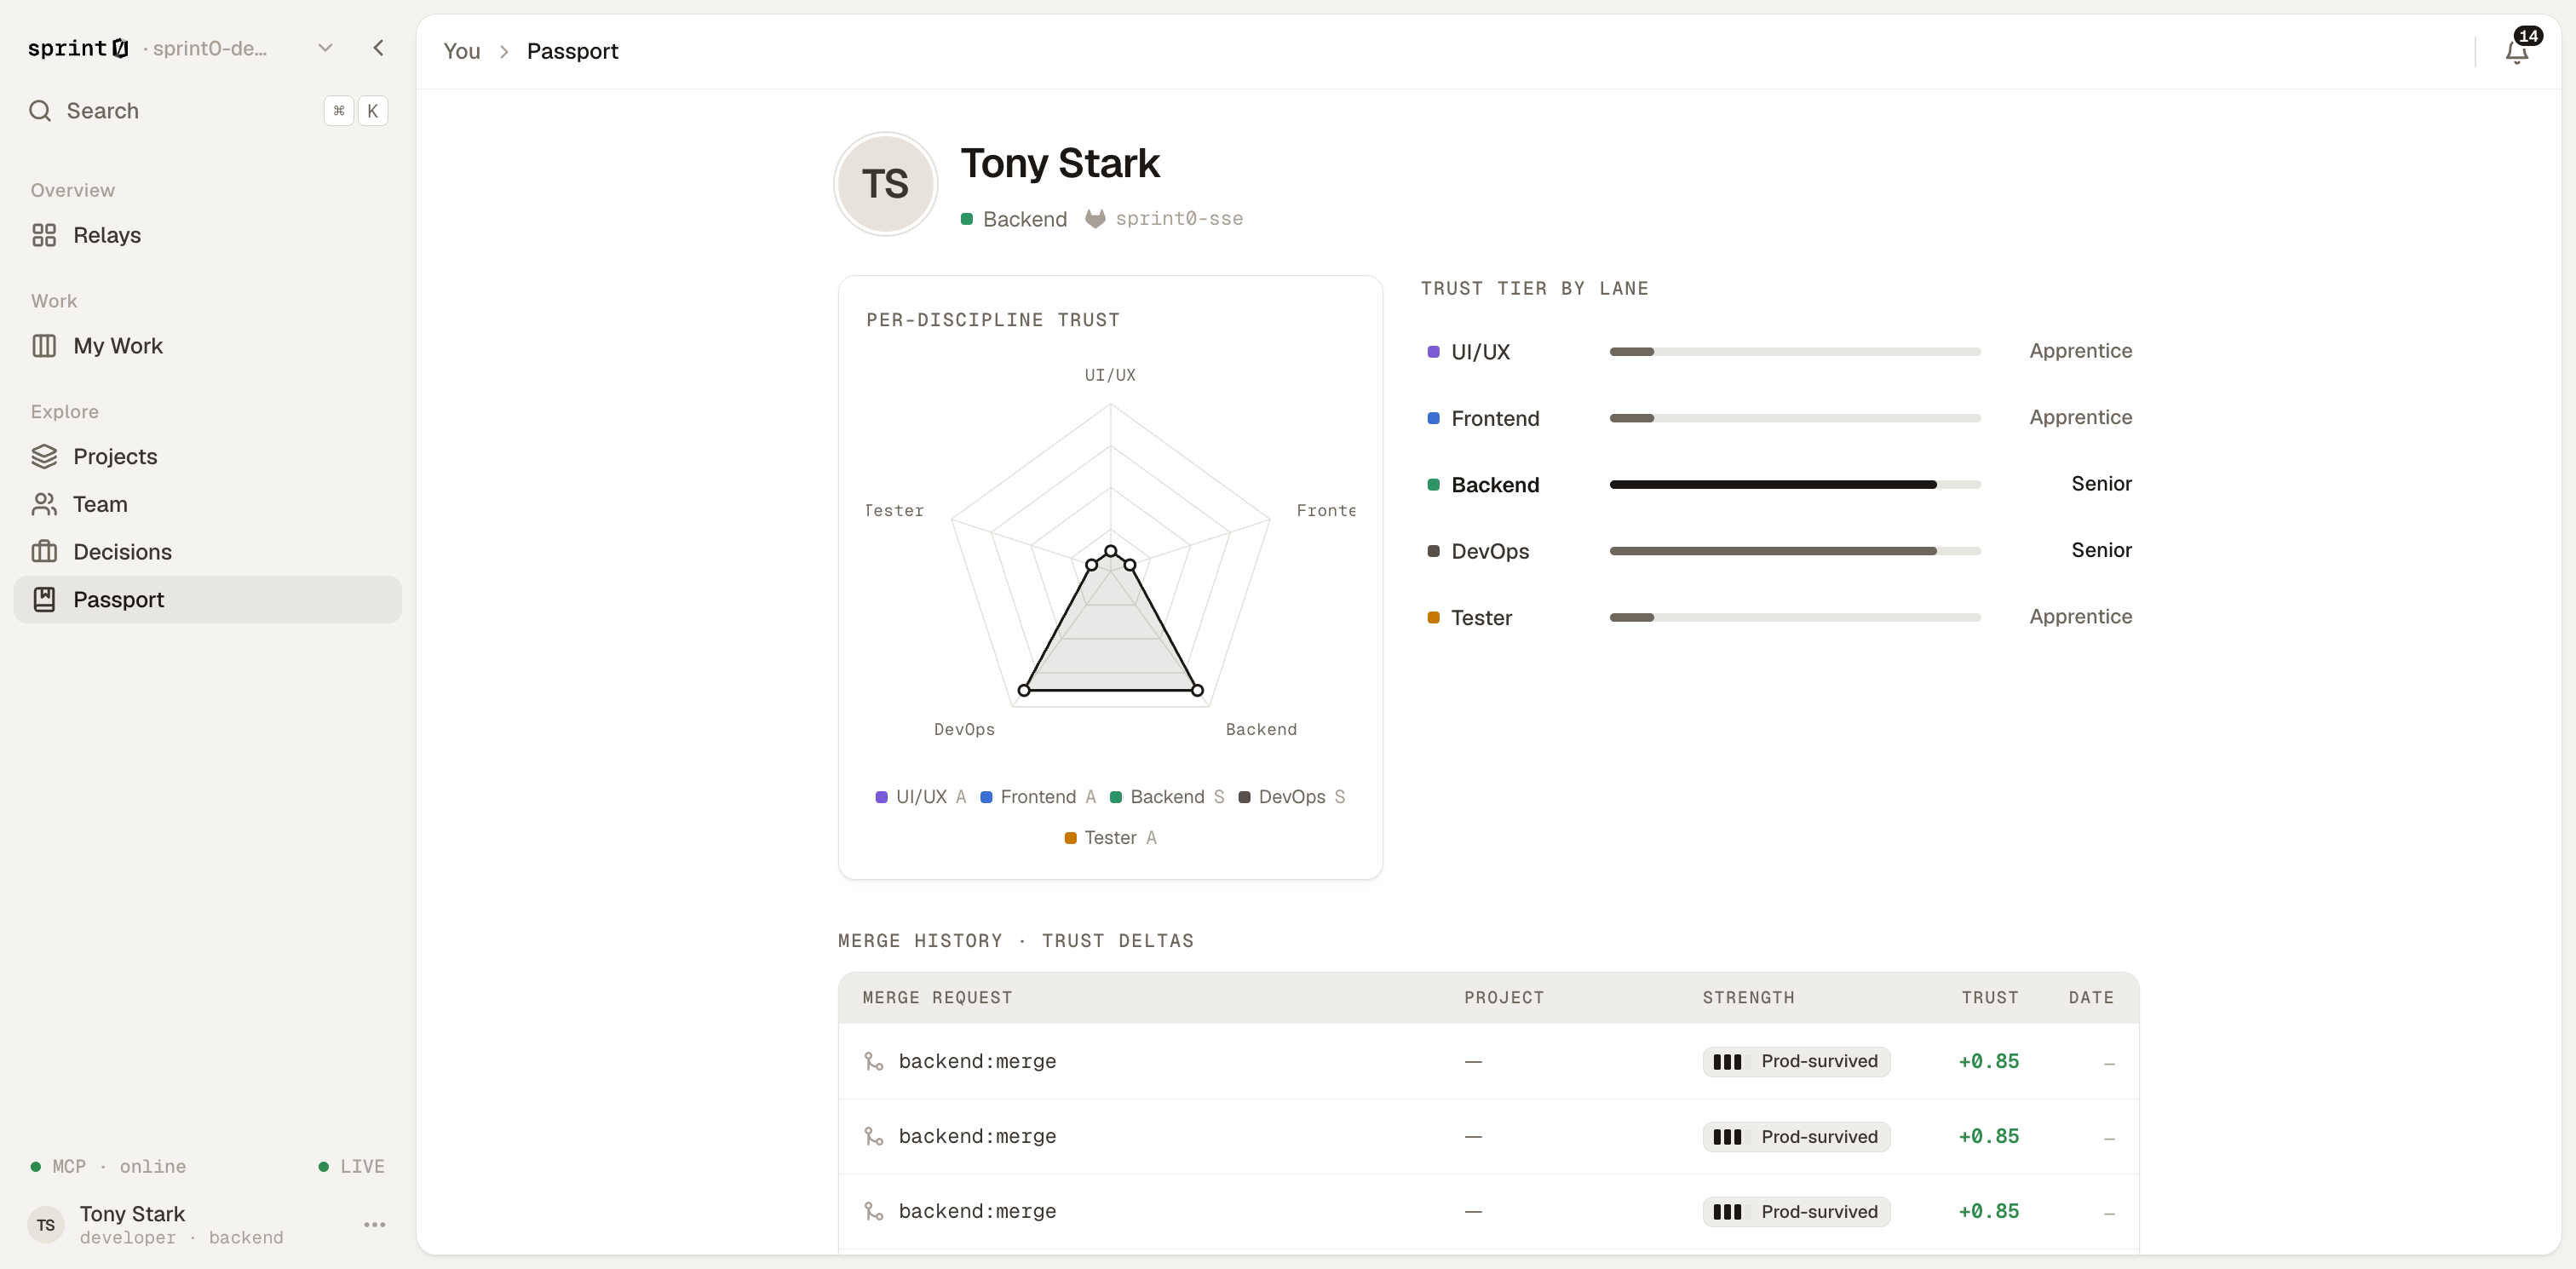 sprint0 · sprint0-de...
Search ⌘ K
Overview
Relays
Work
My Work
Explore
Projects
Team
Decisions
Passport
MCP · online LIVE
TS Tony Stark
developer · backend
You > Passport
14
TS
Tony Stark
Backend sprint0-sse
PER-DISCIPLINE TRUST
UI/UX
Tester
Fronte
DevOps
Backend
UI/UX A Frontend A Backend S DevOps S
Tester A
TRUST TIER BY LANE
UI/UX Apprentice
Frontend Apprentice
Backend Senior
DevOps Senior
Tester Apprentice
MERGE HISTORY · TRUST DELTAS
MERGE REQUEST PROJECT STRENGTH TRUST DATE
backend:merge — Prod-survived +0.85 —
backend:merge — Prod-survived +0.85 —
backend:merge — Prod-survived +0.85 —